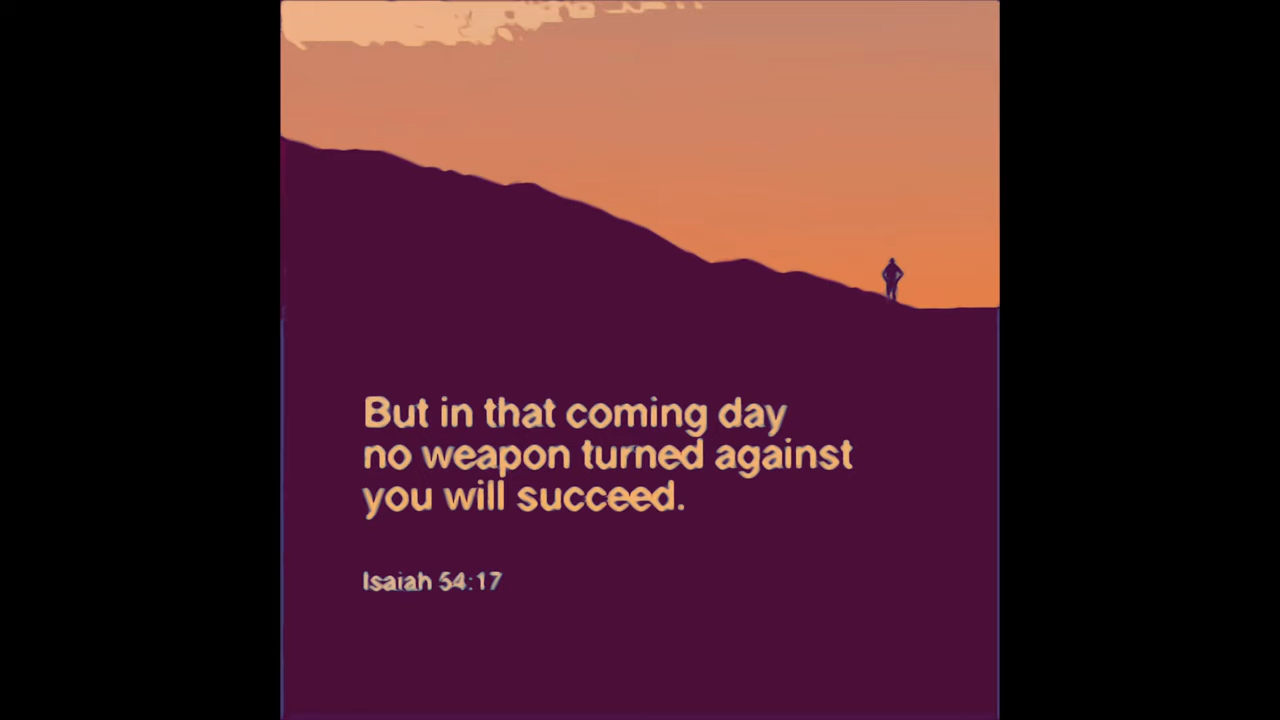 But in that coming day
no weapon turned against
you will succeed.
Isaiah 54:17